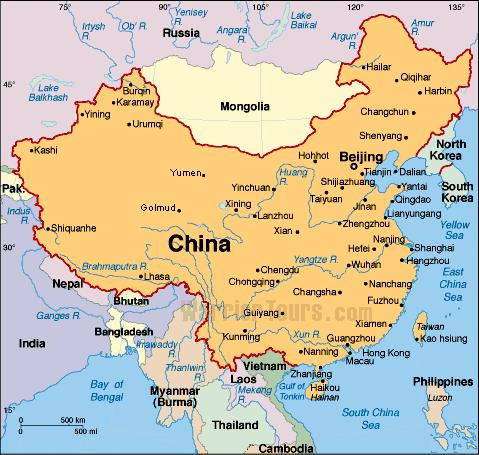 75°
105°
120°
135°
Irtysh
R.
Ob' R.
Yenisey
R.
Angara
R.
Lake
Baikal
Argun'
R.
Amur
R.
Russia
45°
Lake
Balkhash
Burqin
Karamay
Yining
Urumqi
Mongolia
Hailar
Qiqihar
Harbin
Changchun
Shenyang
Kashi
Hohhot
Beijing
North
Korea
Pak.
Yumen
Huang
R.
Tianjin
Dalian
South
Korea
Indus
R.
Golmud
Yinchuan
Shijiazhuang
Yantai
Xining
Taiyuan
Jinan
Qingdao
Lanzhou
Lianyungang
Shiquanhe
Xian
Zhengzhou
Yellow
Sea
30°
China
Nanjing
Hefei
Shanghai
Brahmaputra R.
Yangtze R.
Wuhan
Hangzhou
Lhasa
Chengdu
East
China
Sea
Nepal
Chongqing
Changsha
Nanchang
Bhutan
WarriorTours.com
Fuzhou
Ganges R.
Guiyang
Bangladesh
Kunming
Xun R.
Xiamen
Taiwan
Kao hsiung
India
Irrawaddy
R.
Guangzhou
Nanning
Hong Kong
Macau
Thalwin
R.
Vietnam
Zhanjiang
Bay of
Bengal
Laos
Gulf of
Tonkin
Haikou
Hainan
Philippines
Myanmar
(Burma)
Mekong
R.
Luzon
15°
South China
Sea
0
500 km
0
500 mi
Thailand
Cambodia